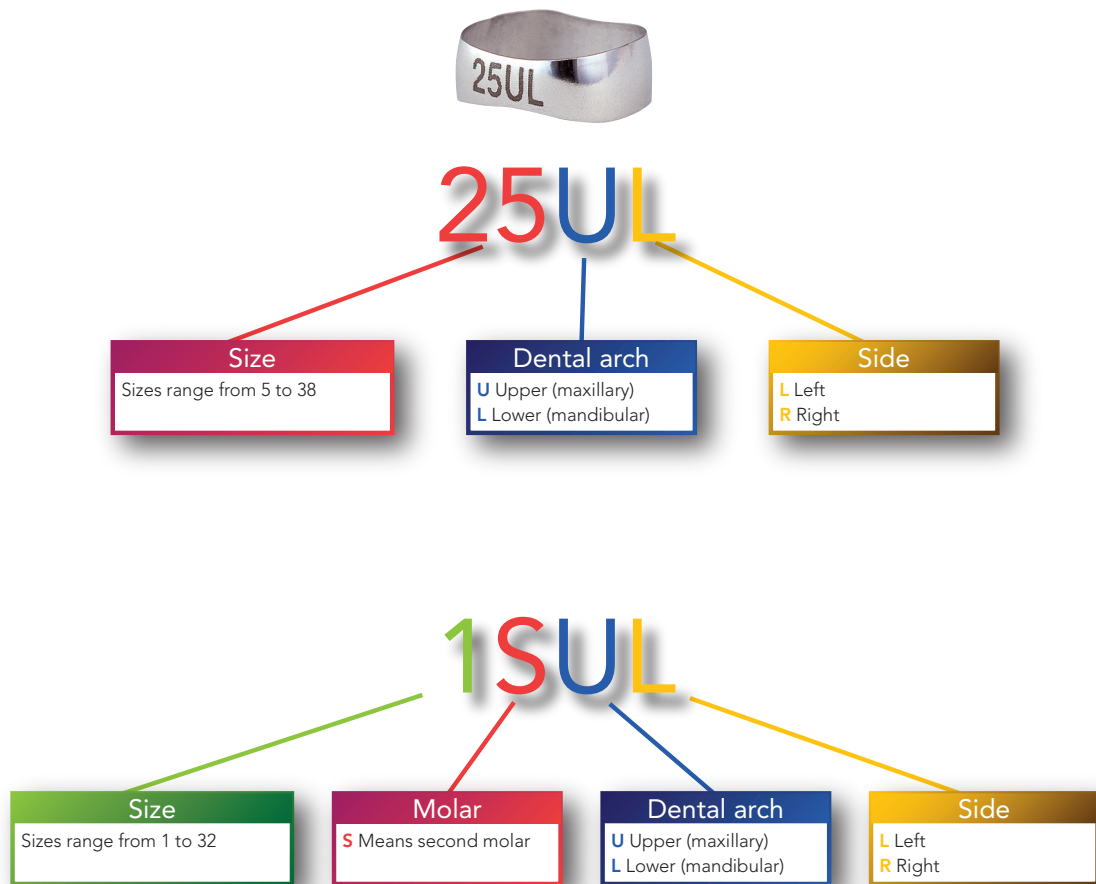 25UL
25UL
Size
Sizes range from 5 to 38
Dental arch
U Upper (maxillary)
L Lower (mandibular)
Side
L Left
R Right
1SUL
Size
Sizes range from 1 to 32
Molar
S Means second molar
Dental arch
U Upper (maxillary)
L Lower (mandibular)
Side
L Left
R Right